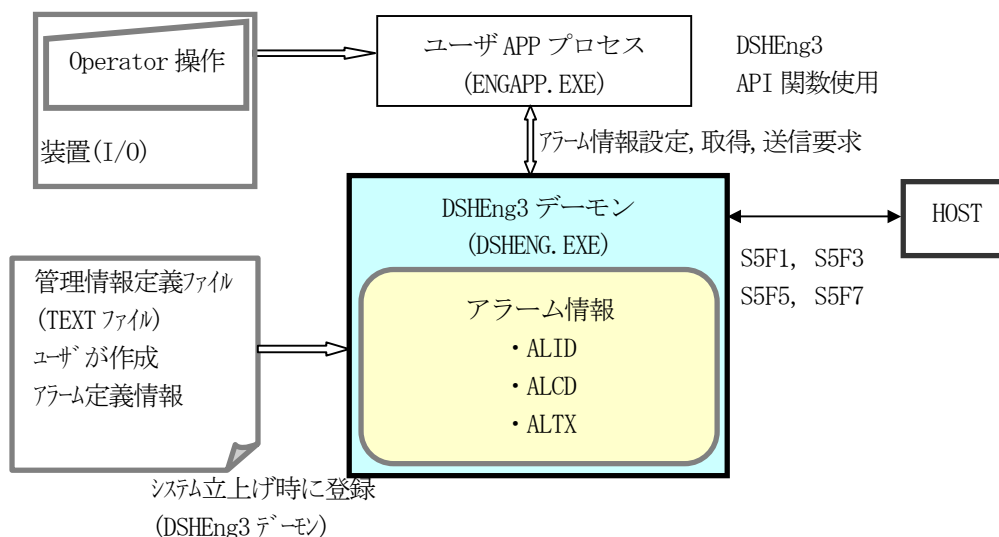 Operator 操作
装置(I/O)
ユーザ APP プロセス
(ENGAPP.EXE)
DSHEng3
API 関数使用
アラーム情報設定,取得,送信要求
DSHEng3 デーモン
(DSHENG.EXE)
HOST
S5F1, S5F3
S5F5, S5F7
アラーム情報
・ALID
・ALCD
・ALTX
管理情報定義ファイル
(TEXT ファイル)
ユーザが作成
アラーム定義情報
システム立上げ時に登録
(DSHEng3 デーモン)